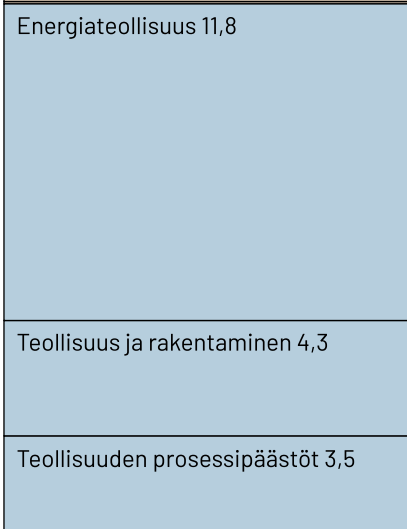 Energiateollisuus 11,8
Teollisuus ja rakentaminen 4,3
Teollisuuden prosessipäästöt 3,5